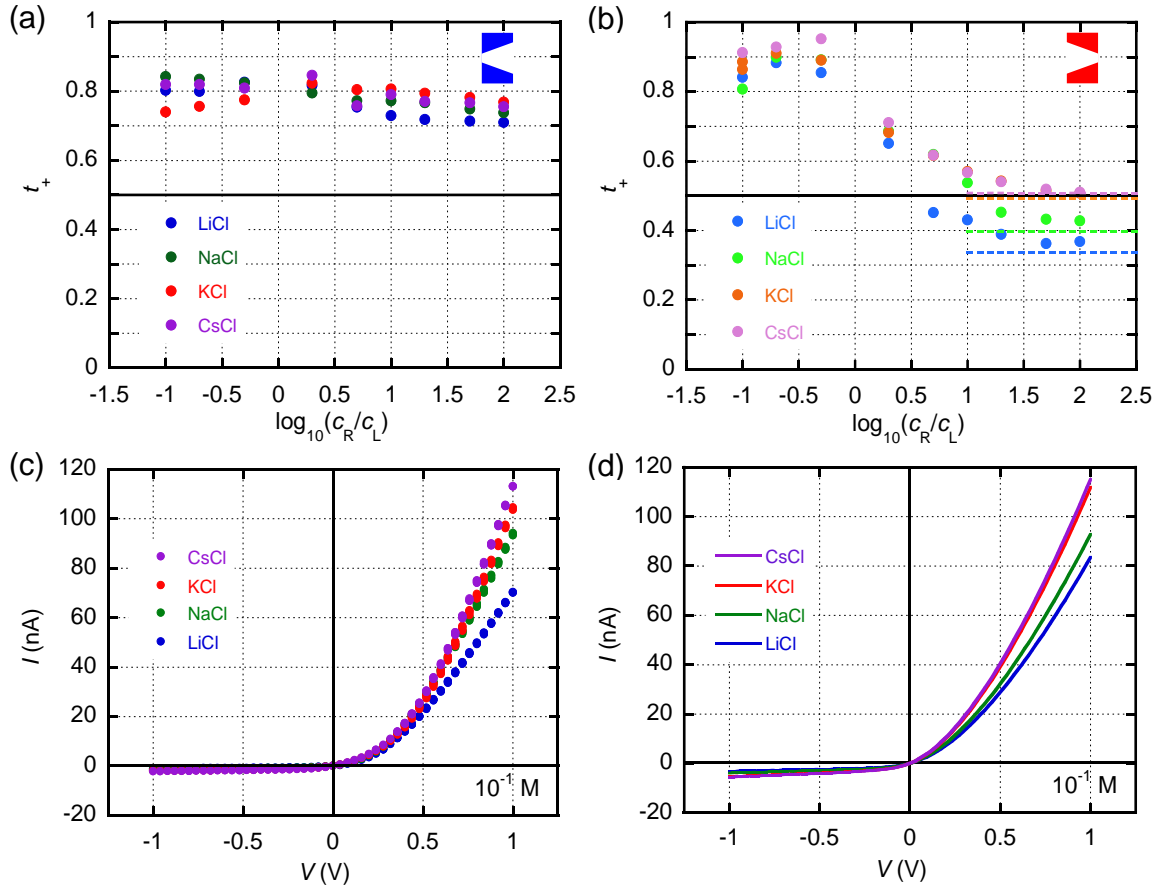 (a)
1
0.8
0.6
t+
0.4
0.2
0
LiCl
NaCl
KCl
CsCl
-1.5 -1 -0.5 0 0.5 1 1.5 2 2.5
log10(cR/cL)
(b)
1
0.8
0.6
t+
0.4
0.2
0
LiCl
NaCl
KCl
CsCl
-1.5 -1 -0.5 0 0.5 1.0 1.5 2.0 2.5
log10(cR/cL)
(c)
120
100
80
60
40
20
0
-20
I (nA)
CsCl
KCl
NaCl
LiCl
10-1 M
-1 -0.5 0 0.5 1
V (V)
(d)
120
100
80
60
40
20
0
-20
I (nA)
CsCl
KCl
NaCl
LiCl
10-1 M
-1 -0.5 0 0.5 1
V (V)